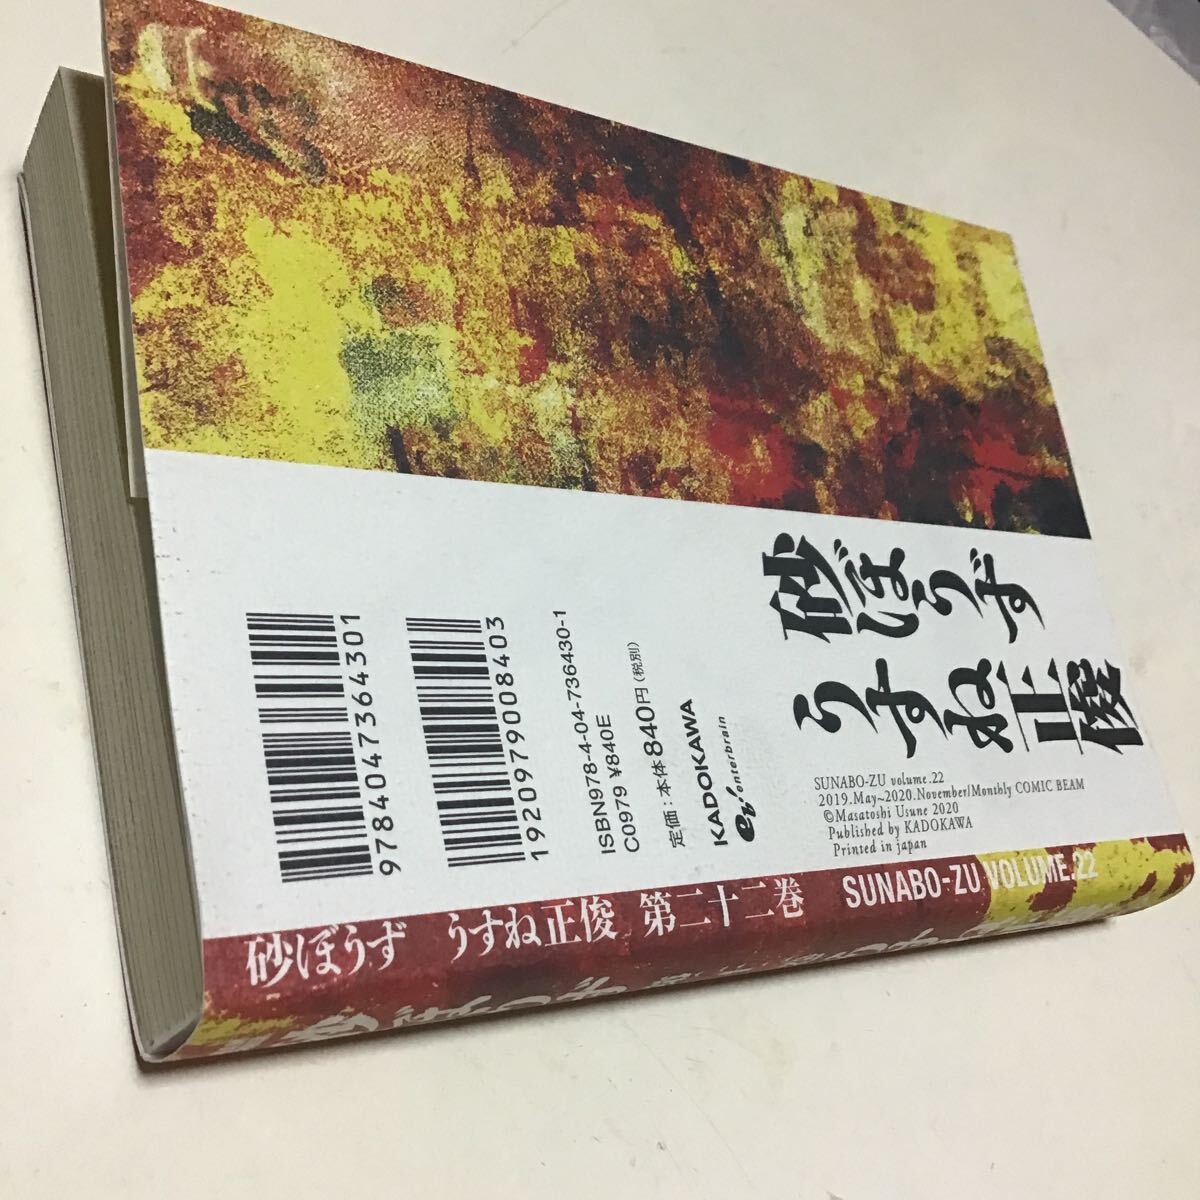 砂ぼうず
うすね正俊
SUNABO-ZU volume.22
2019.May~2020.November/Monthly COMIC BEAM
©Masatoshi Usune 2020
Published by KADOKAWA
Printed in japan
9784047364301
1920979008403
ISBN978-4-04-736430-1
C0979 ¥840E
定価：本体840円（税別）
KADOKAWA
eb! enterbrain
砂ぼうず うすね正俊 第二十二巻 SUNABO-ZU VOLUME.22